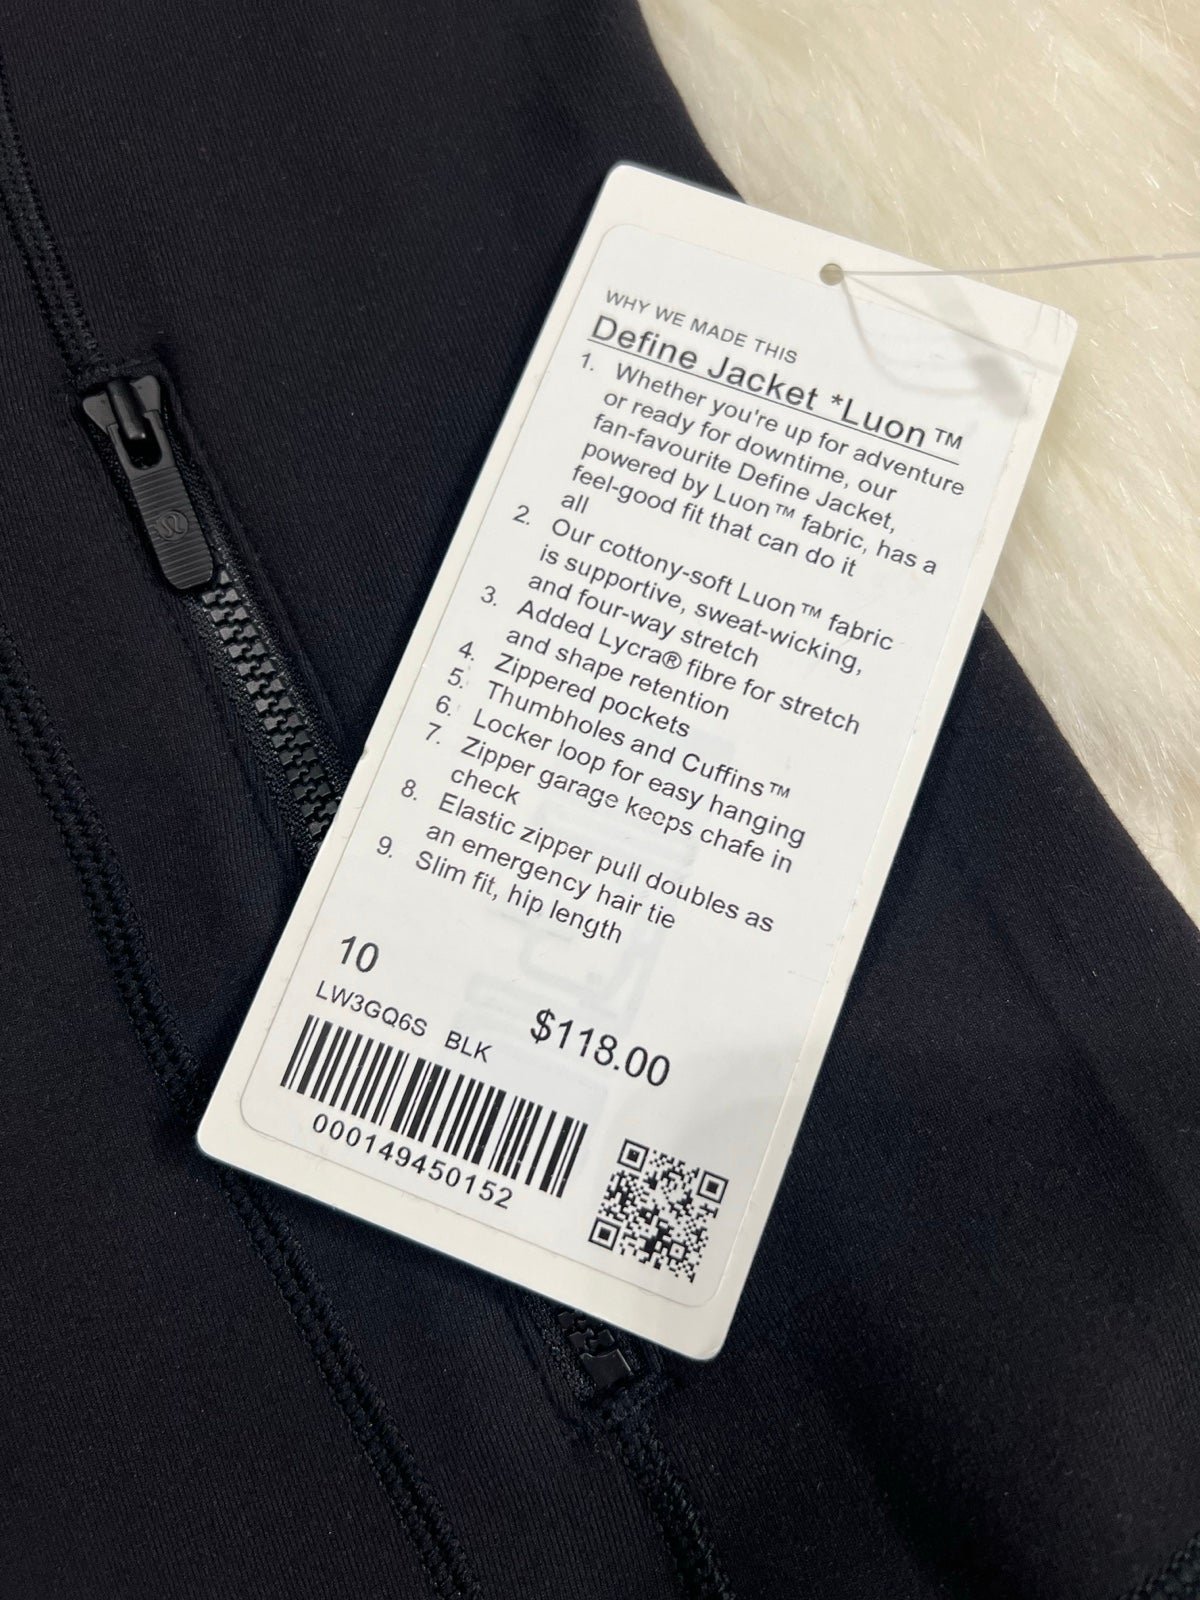 WHY WE MADE THIS
Define Jacket *Luon™
1. Whether you're up for adventure
or ready for downtime, our
fan-favourite Define Jacket,
powered by Luon™ fabric, has a
feel-good fit that can do it
all
2. Our cottony-soft Luon™ fabric
is supportive, sweat-wicking,
and four-way stretch
3. Added Lycra® fibre for stretch
and shape retention
4. Zippered pockets
5. Thumbholes and Cuffins™
6. Locker loop for easy hanging
7. Zipper garage keeps chafe in
check
8. Elastic zipper pull doubles as
an emergency hair tie
9. Slim fit, hip length
10
LW3GQ6S BLK $118.00
000149450152